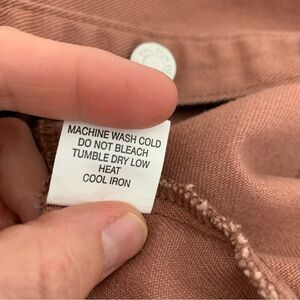 MACHINE WASH COLD
DO NOT BLEACH
TUMBLE DRY LOW
HEAT
COOL IRON